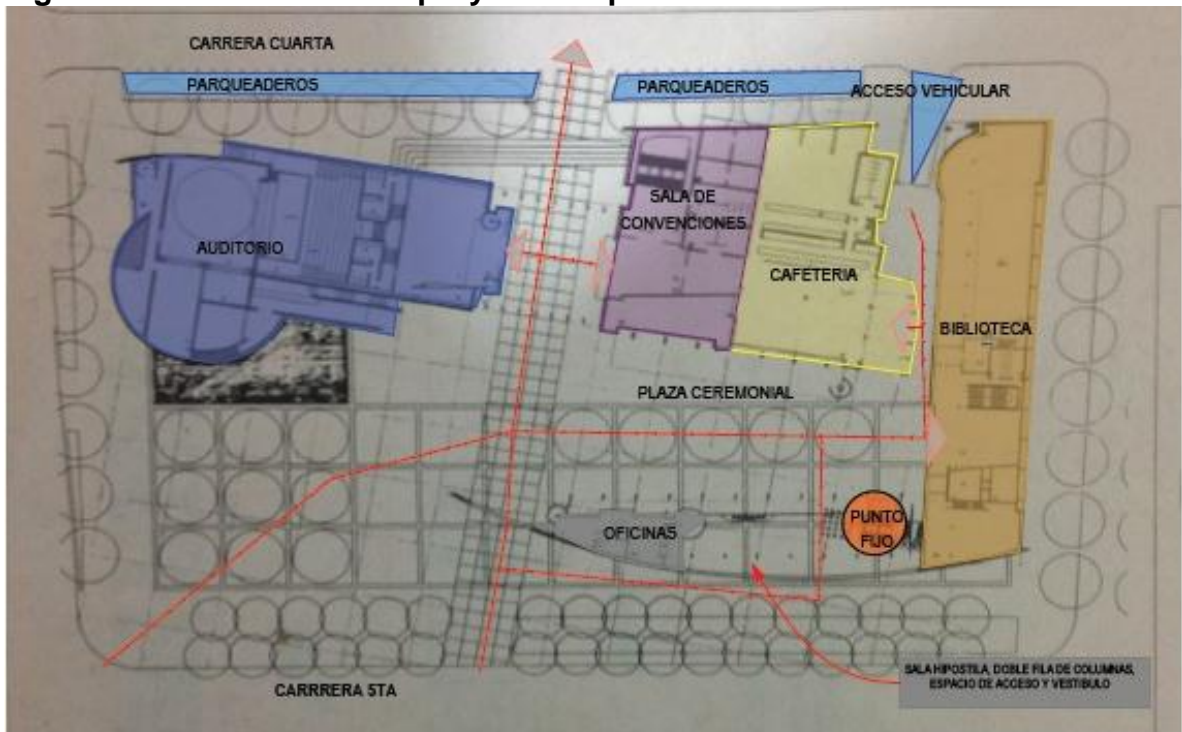 CARRERA CUARTA
PARQUEADEROS
PARQUEADEROS
ACCESO VEHICULAR
SALA DE
CONVENCIONES
AUDITORIO
CAFETERIA
BIBLIOTECA
PLAZA CEREMONIAL
OFICINAS
PUNTO
FIJO
SALA HIPOSTILA, DOBLE FILA DE COLUMNAS,
ESPACIO DE ACCESO Y VESTIBULO
CARRRERA 5TA